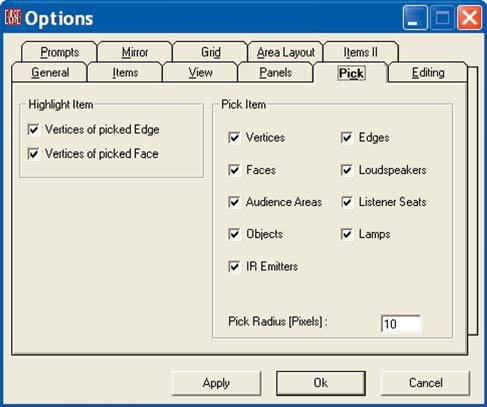 EASE
Options
Prompts Mirror Grid Area Layout Items II
General Items View Panels Pick Editing
Highlight Item
Vertices of picked Edge
Vertices of picked Face
Pick Item
Vertices Edges
Faces Loudspeakers
Audience Areas Listener Seats
Objects Lamps
IR Emitters
Pick Radius [Pixels] : 10
Apply Ok Cancel